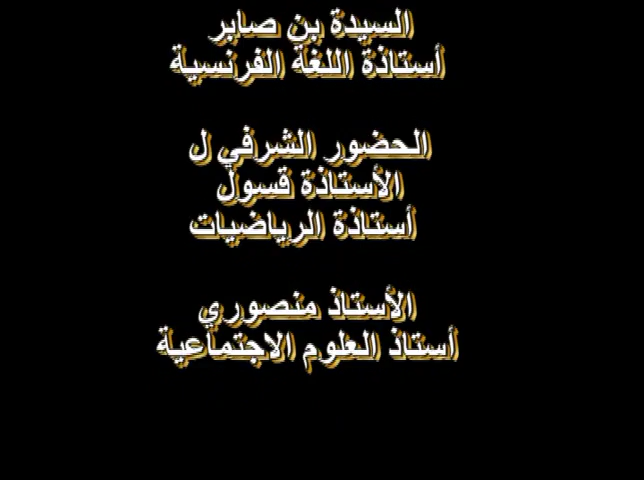 السيدة بن صابر
أستاذة اللغة الفرنسية
الحضور الشرفي ل
الأستاذة قسول
أستاذة الرياضيات
الأستاذ منصوري
أستاذ العلوم الاجتماعية